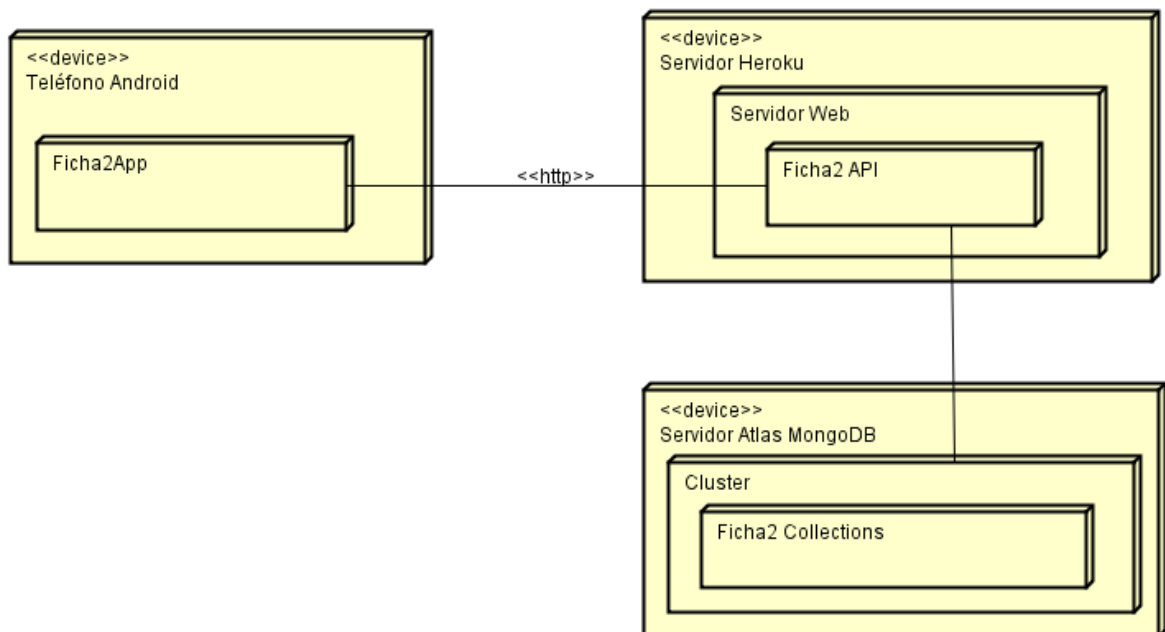 <<device>>
Teléfono Android
Ficha2App
<<http>>
<<device>>
Servidor Heroku
Servidor Web
Ficha2 API
<<device>>
Servidor Atlas MongoDB
Cluster
Ficha2 Collections